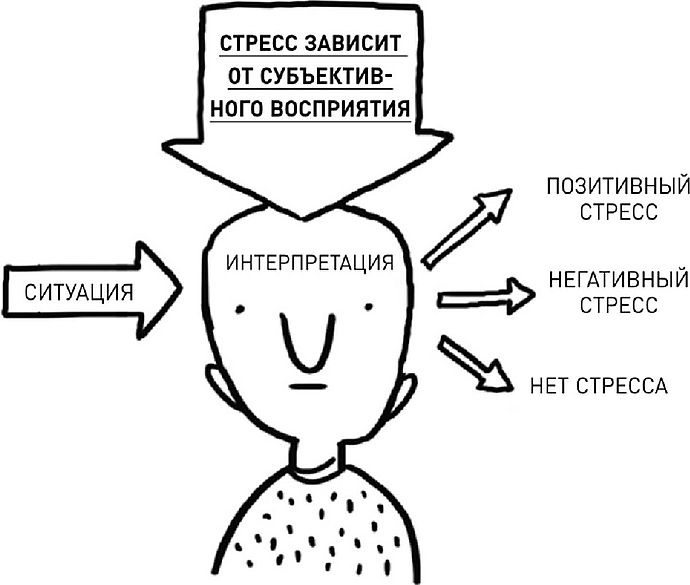 СТРЕСС ЗАВИСИТ
ОТ СУБЪЕКТИВ-
НОГО ВОСПРИЯТИЯ
СИТУАЦИЯ
ИНТЕРПРЕТАЦИЯ
ПОЗИТИВНЫЙ
СТРЕСС
НЕГАТИВНЫЙ
СТРЕСС
НЕТ СТРЕССА